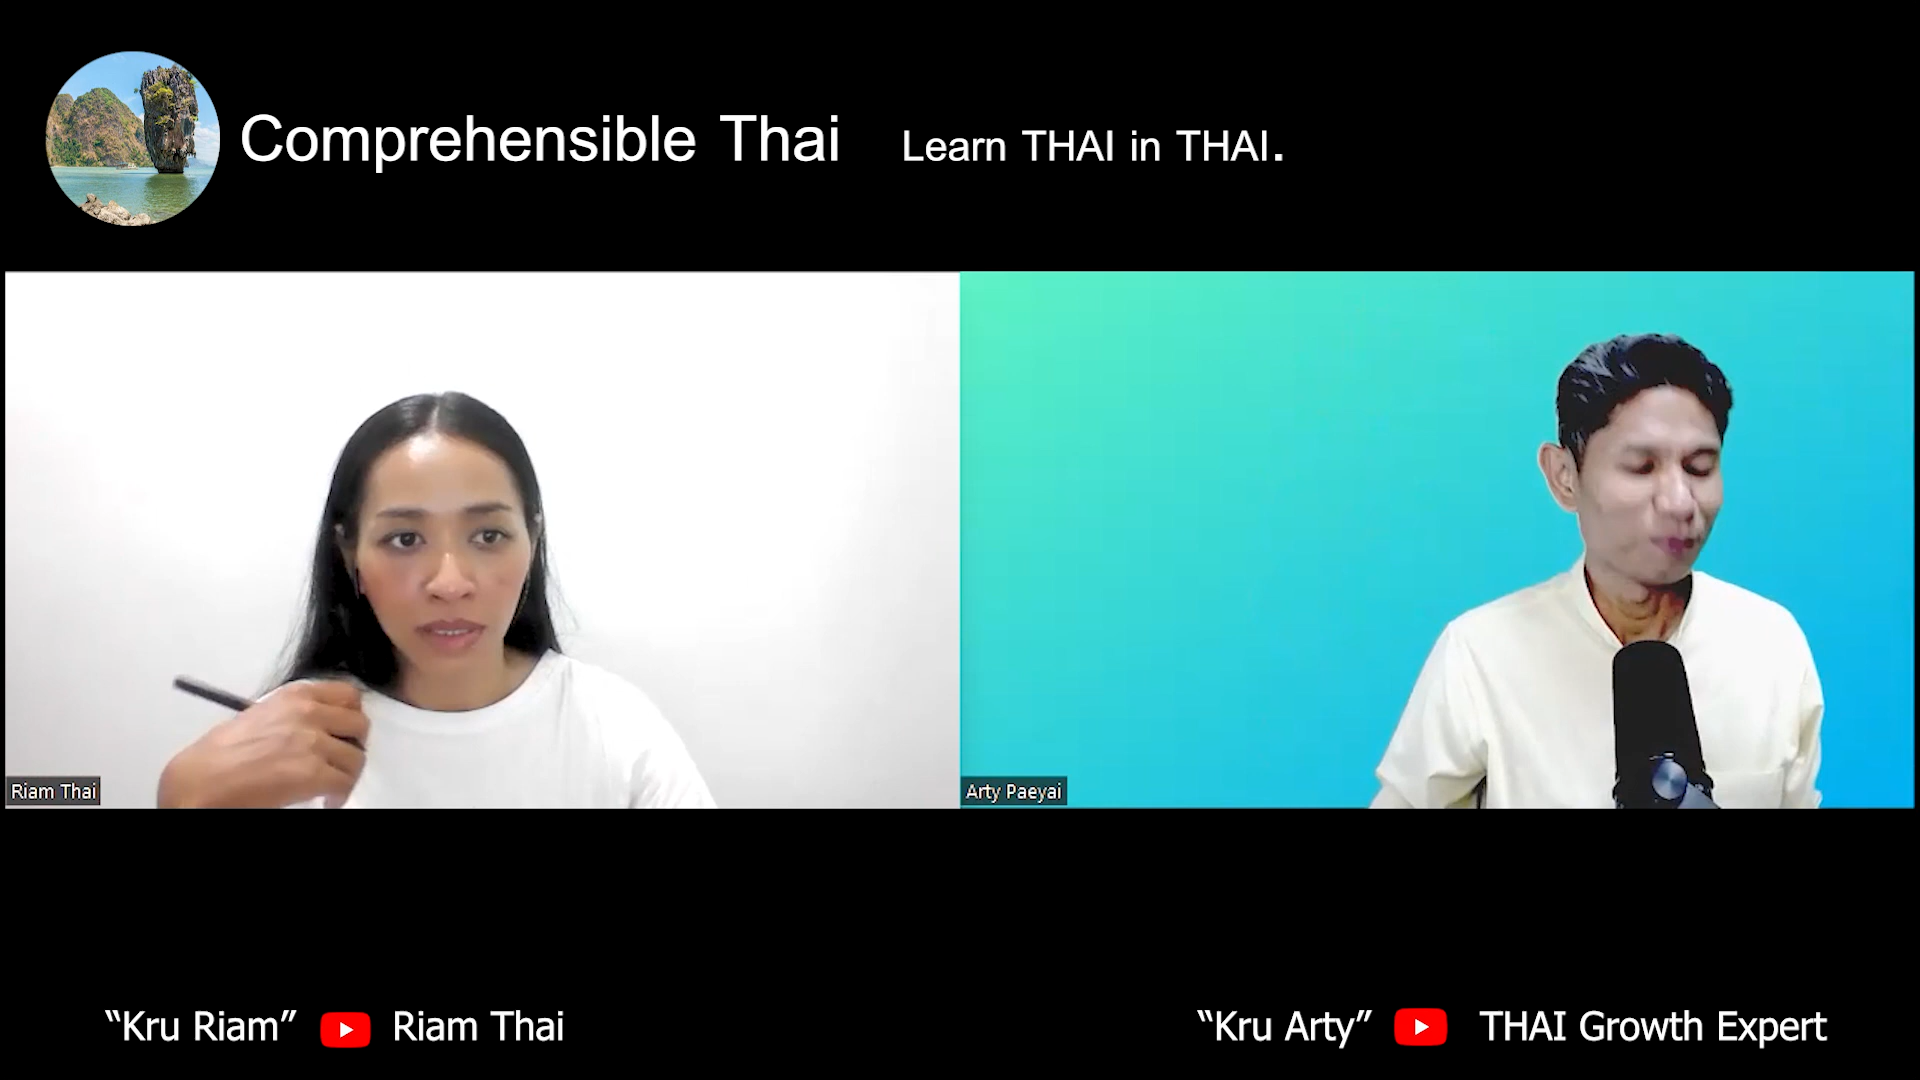 Comprehensible Thai
Learn THAI in THAI.
Riam Thai
Arty Paeyai
“Kru Riam”
Riam Thai
“Kru Arty”
THAI Growth Expert